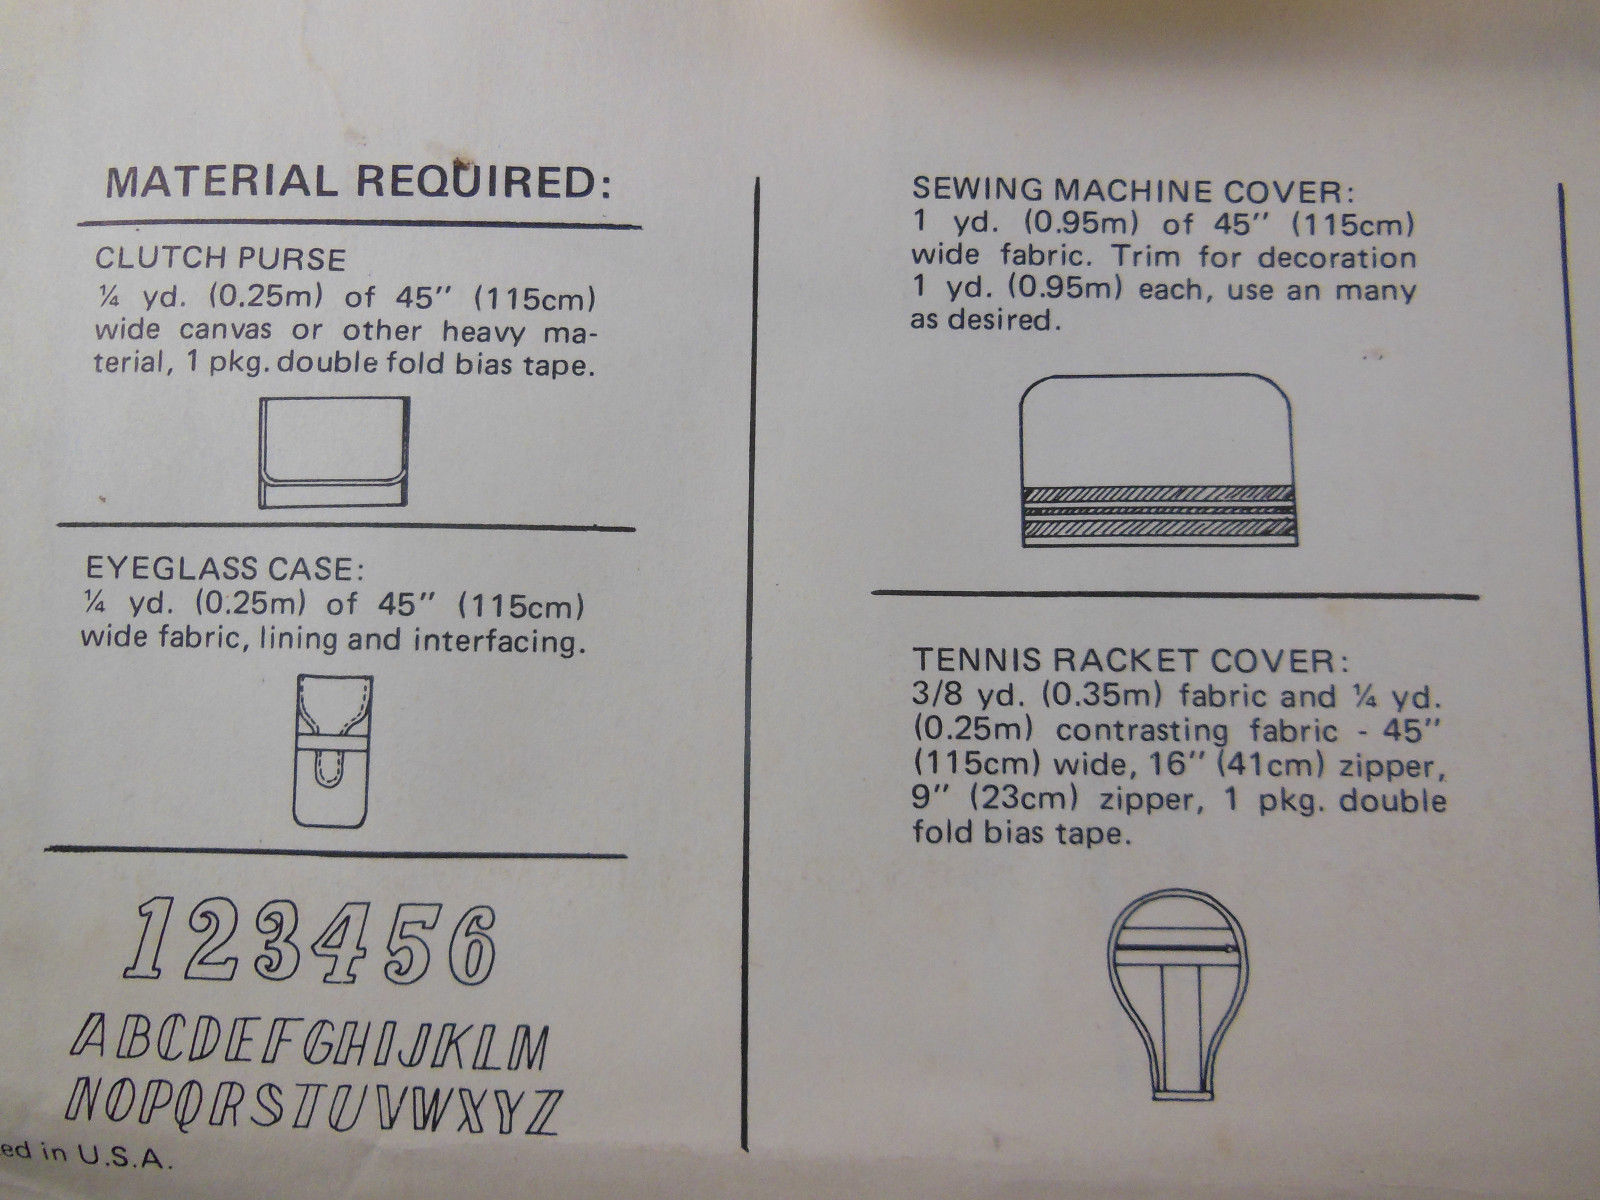 MATERIAL REQUIRED:
CLUTCH PURSE
¼ yd. (0.25m) of 45" (115cm)
wide canvas or other heavy ma-
terial, 1 pkg. double fold bias tape.
EYEGLASS CASE:
¼ yd. (0.25m) of 45" (115cm)
wide fabric, lining and interfacing.
123456
ABCDEFGHIJKLM
NOPQRSTUVWXYZ
ed in U.S.A.
SEWING MACHINE COVER:
1 yd. (0.95m) of 45" (115cm)
wide fabric. Trim for decoration
1 yd. (0.95m) each, use an many
as desired.
TENNIS RACKET COVER:
3/8 yd. (0.35m) fabric and ¼ yd.
(0.25m) contrasting fabric - 45"
(115cm) wide, 16" (41cm) zipper,
9" (23cm) zipper, 1 pkg. double
fold bias tape.